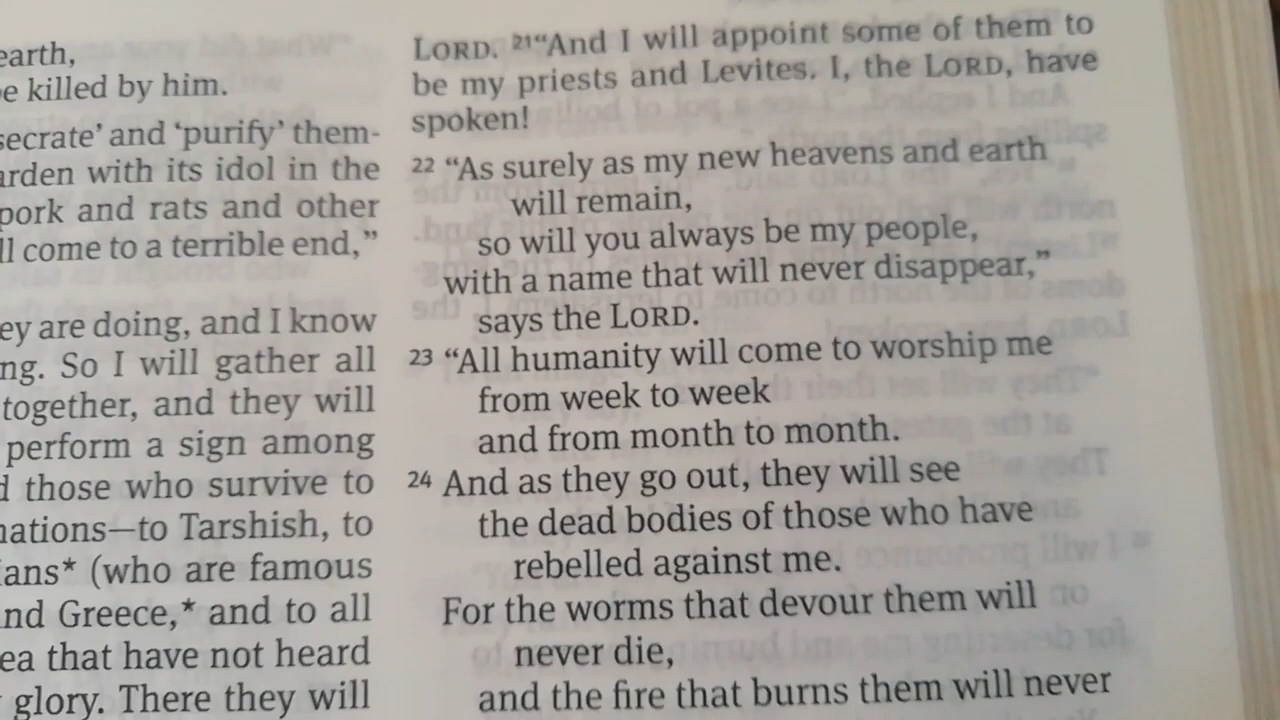 earth,
e killed by him.
secrate’ and ‘purify’ them-
arden with its idol in the
pork and rats and other
ll come to a terrible end,”
ey are doing, and I know
ng. So I will gather all
together, and they will
perform a sign among
d those who survive to
nations—to Tarshish, to
ians* (who are famous
nd Greece,* and to all
ea that have not heard
glory. There they will
LORD. 21“And I will appoint some of them to
be my priests and Levites. I, the LORD, have
spoken!
22 “As surely as my new heavens and earth
will remain,
so will you always be my people,
with a name that will never disappear,”
says the LORD.
23 “All humanity will come to worship me
from week to week
and from month to month.
24 And as they go out, they will see
the dead bodies of those who have
rebelled against me.
For the worms that devour them will
never die,
and the fire that burns them will never